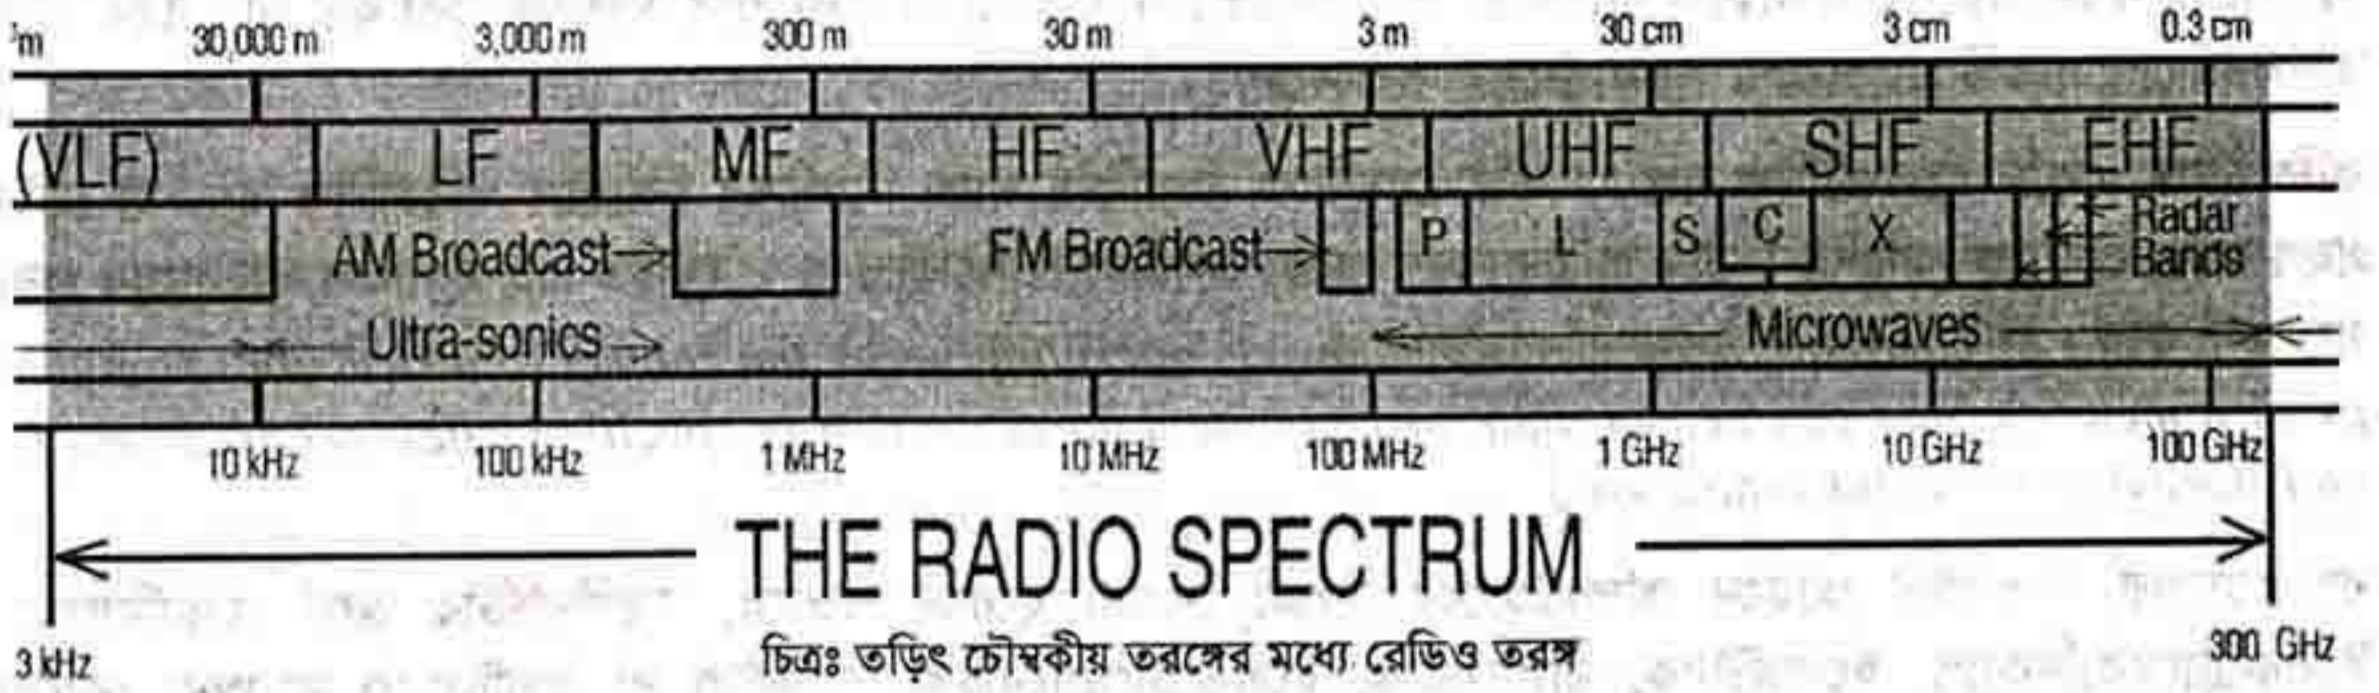 m 30,000 m 3,000 m 300 m 30 m 3 m 30 cm 3 cm 0.3 cm
(VLF) LF MF HF VHF UHF SHF EHF
AM Broadcast FM Broadcast P L S C X Radar
Bands
Ultra-sonics Microwaves
10 kHz 100 kHz 1 MHz 10 MHz 100 MHz 1 GHz 10 GHz 100 GHz
THE RADIO SPECTRUM
3 kHz 300 GHz
চিত্রঃ তড়িৎ চৌম্বকীয় তরঙ্গের মধ্যে রেডিও তরঙ্গ